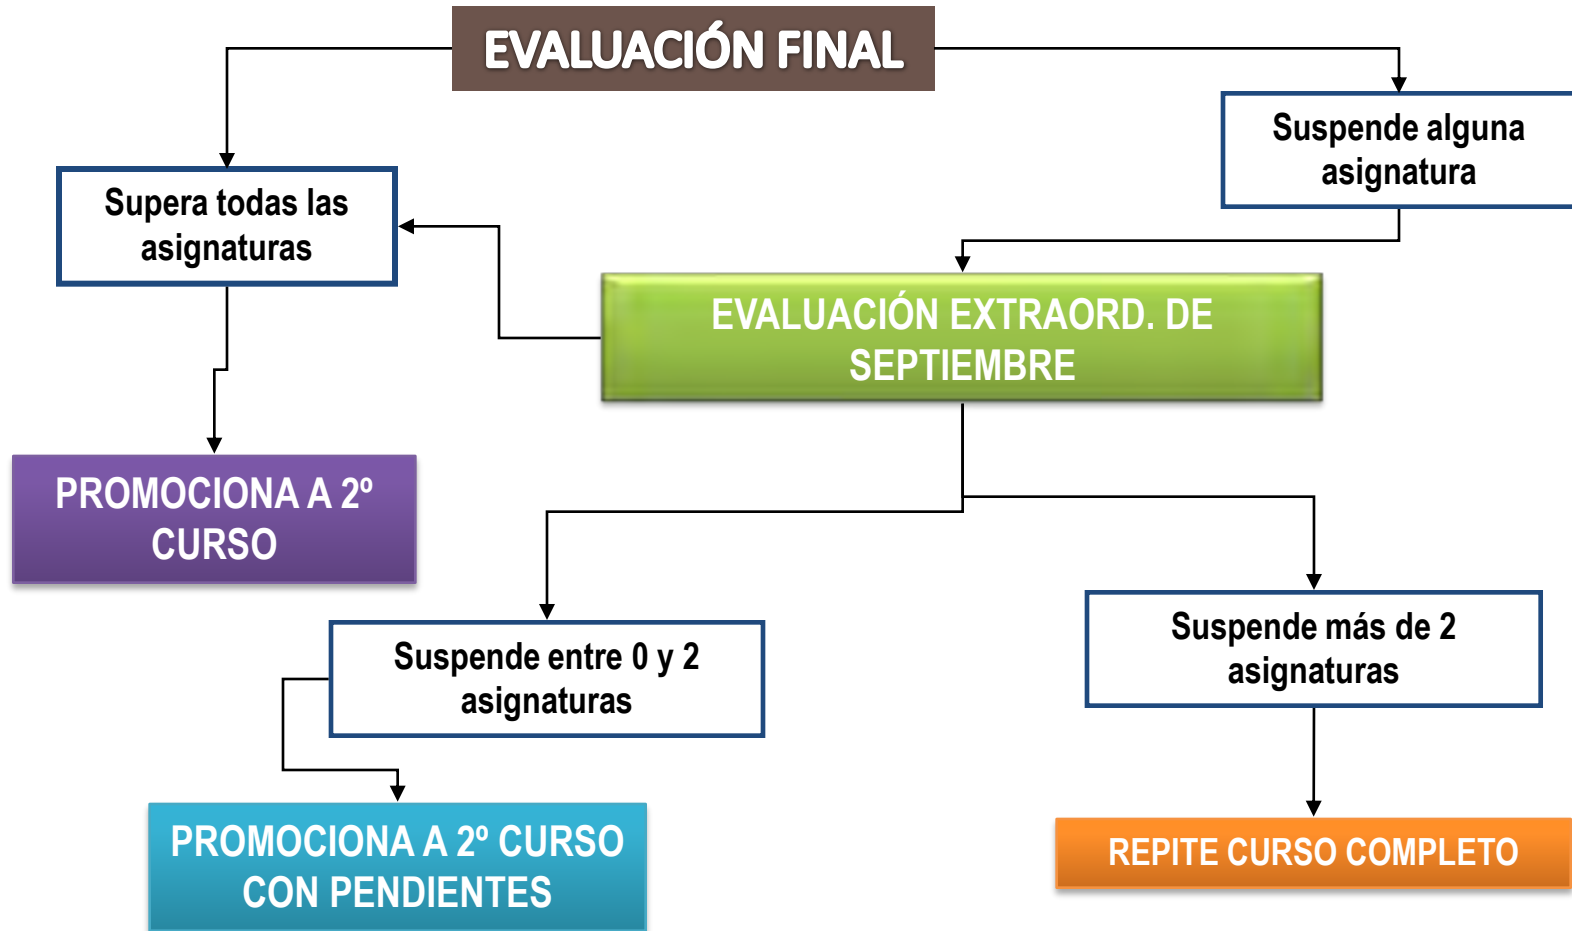 EVALUACIÓN FINAL
Suspende alguna
asignatura
Supera todas las
asignaturas
EVALUACIÓN EXTRAORD. DE
SEPTIEMBRE
PROMOCIONA A 2º
CURSO
Suspende entre 0 y 2
asignaturas
Suspende más de 2
asignaturas
PROMOCIONA A 2º CURSO
CON PENDIENTES
REPITE CURSO COMPLETO